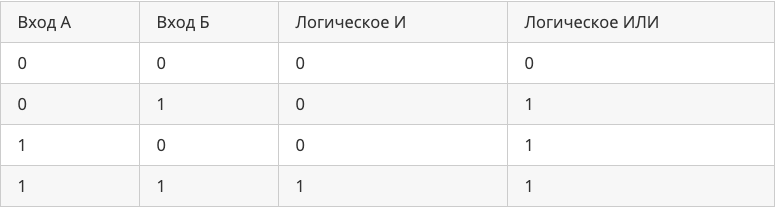 Вход А Вход Б Логическое И Логическое ИЛИ
0 0 0 0
0 1 0 1
1 0 0 1
1 1 1 1